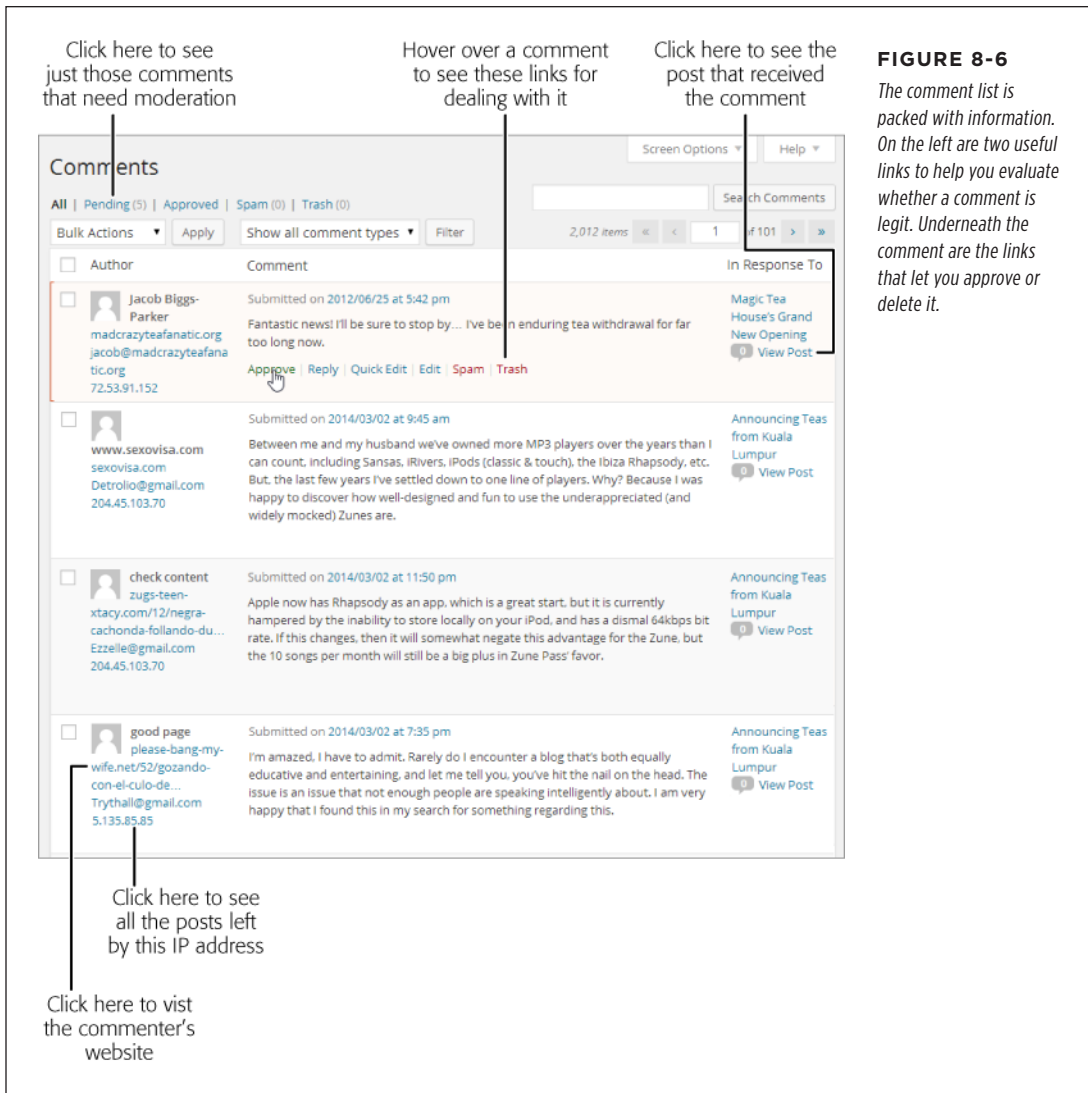 Click here to see
just those comments
that need moderation
Hover over a comment
to see these links for
dealing with it
Click here to see the
post that received
the comment
FIGURE 8-6
The comment list is
packed with information.
On the left are two useful
links to help you evaluate
whether a comment is
legit. Underneath the
comment are the links
that let you approve or
delete it.
Screen Options Help
Comments
All | Pending (5) | Approved | Spam (0) | Trash (0)
Search Comments
Bulk Actions Apply Show all comment types Filter 2,012 items « ‹ 1 of 101 › »
Author Comment In Response To
Jacob Biggs-
Parker
madcrazyteafanatic.org
jacob@madcrazyteafana
tic.org
72.53.91.152
Submitted on 2012/06/25 at 5:42 pm
Fantastic news! I'll be sure to stop by... I've been enduring tea withdrawal for far
too long now.
Approve | Reply | Quick Edit | Edit | Spam | Trash
Magic Tea
House's Grand
New Opening
0 View Post
www.sexovisa.com
sexovisa.com
Detrolio@gmail.com
204.45.103.70
Submitted on 2014/03/02 at 9:45 am
Between me and my husband we've owned more MP3 players over the years than I
can count, including Sansas, iRivers, iPods (classic & touch), the Ibiza Rhapsody, etc.
But, the last few years I've settled down to one line of players. Why? Because I was
happy to discover how well-designed and fun to use the underappreciated (and
widely mocked) Zunes are.
Announcing Teas
from Kuala
Lumpur
0 View Post
check content
zugs-teen-
xtacy.com/12/negra-
cachonda-follando-du...
Ezzelle@gmail.com
204.45.103.70
Submitted on 2014/03/02 at 11:50 pm
Apple now has Rhapsody as an app, which is a great start, but it is currently
hampered by the inability to store locally on your iPod, and has a dismal 64kbps bit
rate. If this changes, then it will somewhat negate this advantage for the Zune, but
the 10 songs per month will still be a big plus in Zune Pass' favor.
Announcing Teas
from Kuala
Lumpur
0 View Post
good page
please-bang-my-
wife.net/52/gozando-
con-el-culo-de...
Trythall@gmail.com
5.135.85.85
Submitted on 2014/03/02 at 7:35 pm
I'm amazed, I have to admit. Rarely do I encounter a blog that's both equally
educative and entertaining, and let me tell you, you've hit the nail on the head. The
issue is an issue that not enough people are speaking intelligently about. I am very
happy that I found this in my search for something regarding this.
Announcing Teas
from Kuala
Lumpur
0 View Post
Click here to see
all the posts left
by this IP address
Click here to vist
the commenter's
website